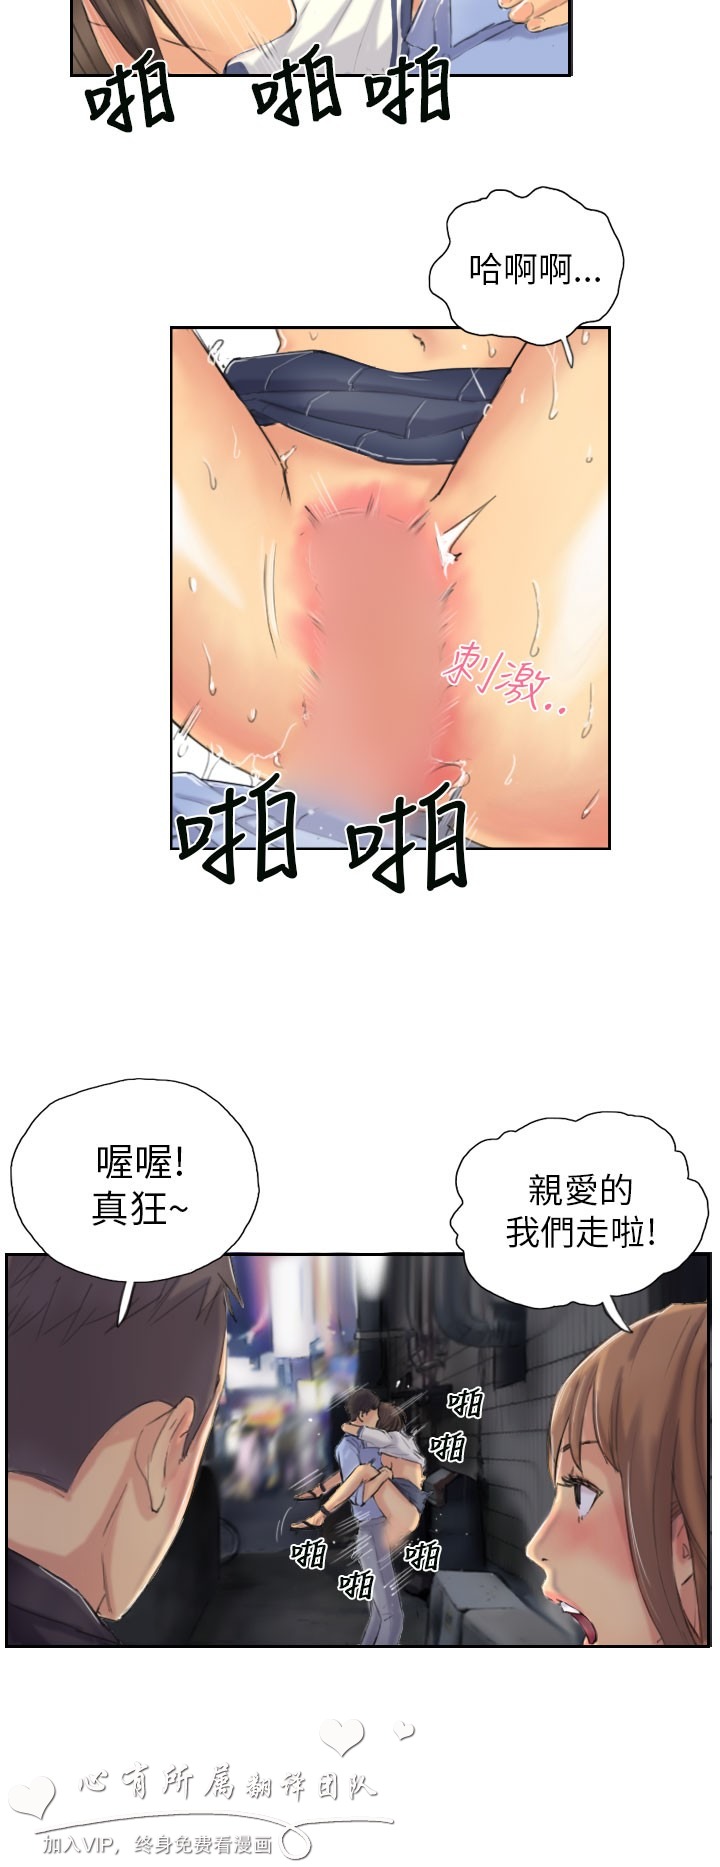 啪 啪 啪
哈啊啊...
刺激..
啪 啪
喔喔!
真狂~
親愛的
我們走啦!
啪
啪
啪 啪
啪
心有所属翻译团队
加入VIP，终身免费看漫画